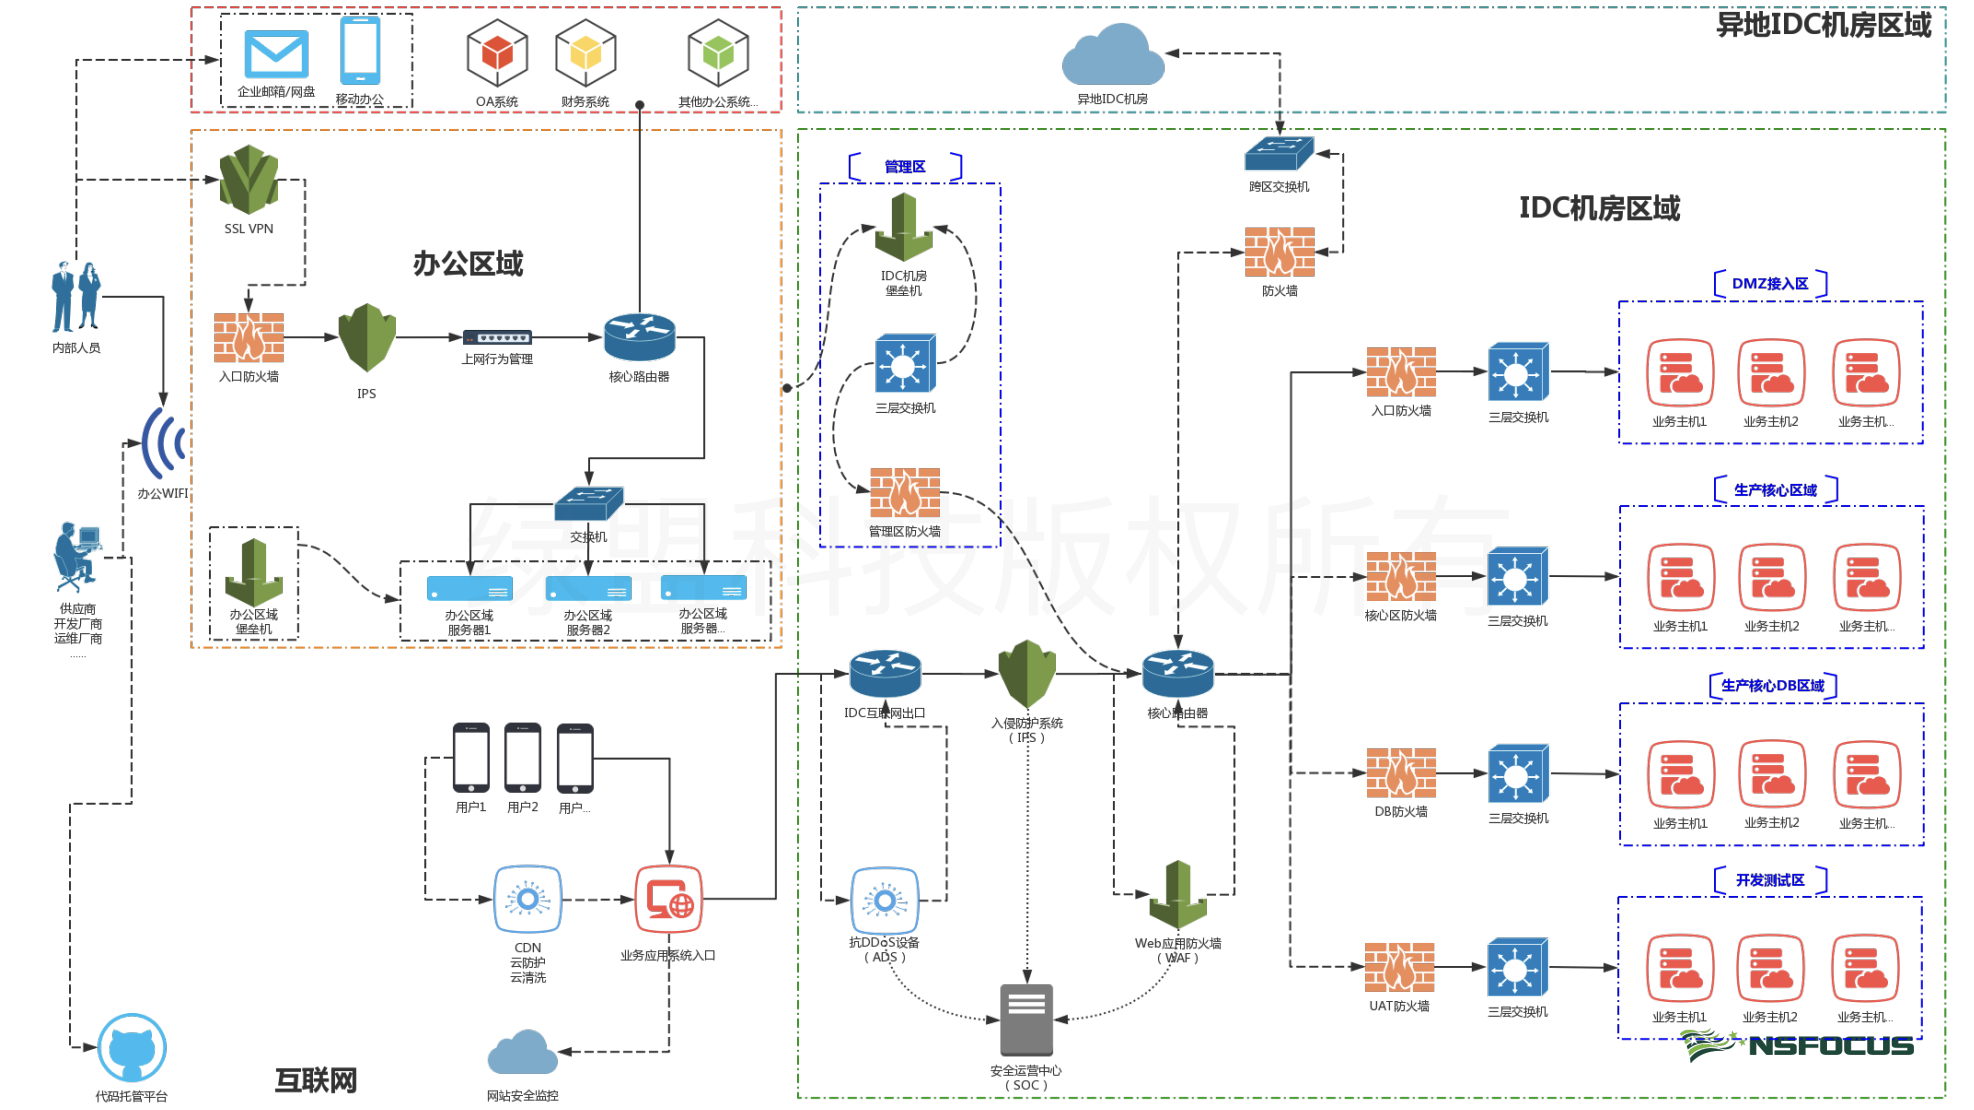 企业邮箱/网盘
移动办公
OA系统
财务系统
其他办公系统...
异地IDC机房区域
异地IDC机房
SSL VPN
办公区域
内部人员
入口防火墙
IPS
上网行为管理
核心路由器
办公WIFI
交换机
供应商
开发厂商
运维厂商
......
办公区域
堡垒机
办公区域
服务器1
办公区域
服务器2
办公区域
服务器...
管理区
IDC机房
堡垒机
三层交换机
管理区防火墙
跨区交换机
防火墙
IDC机房区域
DMZ接入区
入口防火墙
三层交换机
业务主机1
业务主机2
业务主机...
生产核心区域
核心区防火墙
三层交换机
业务主机1
业务主机2
业务主机...
生产核心DB区域
DB防火墙
三层交换机
业务主机1
业务主机2
业务主机...
开发测试区
UAT防火墙
三层交换机
业务主机1
业务主机2
业务主机...
IDC互联网出口
入侵防护系统
（IPS）
核心路由器
用户1
用户2
用户...
CDN
云防护
云清洗
业务应用系统入口
抗DDoS设备
（ADS）
Web应用防火墙
（WAF）
安全运营中心
（SOC）
网站安全监控
互联网
代码托管平台
绿盟科技版权所有
NSFOCUS